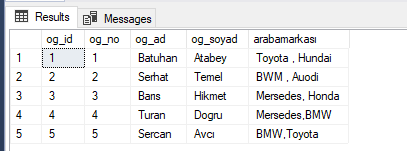 Results Messages
og_id og_no og_ad og_soyad arabamarkası
1 1 1 Batuhan Atabey Toyota , Hundai
2 2 2 Serhat Temel BWM , Auodi
3 3 3 Barıs Hikmet Mersedes, Honda
4 4 4 Turan Dogru Mersedes,BMW
5 5 5 Sercan Avcı BMW,Toyota